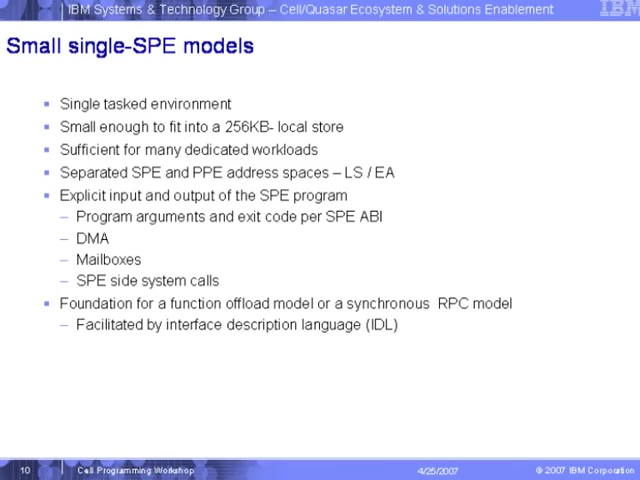 IBM Systems & Technology Group – Cell/Quasar Ecosystem & Solutions Enablement
IBM
Small single-SPE models
Single tasked environment
Small enough to fit into a 256KB- local store
Sufficient for many dedicated workloads
Separated SPE and PPE address spaces – LS / EA
Explicit input and output of the SPE program
– Program arguments and exit code per SPE ABI
– DMA
– Mailboxes
– SPE side system calls
Foundation for a function offload model or a synchronous RPC model
– Facilitated by interface description language (IDL)
10 Cell Programming Workshop 4/25/2007 © 2007 IBM Corporation